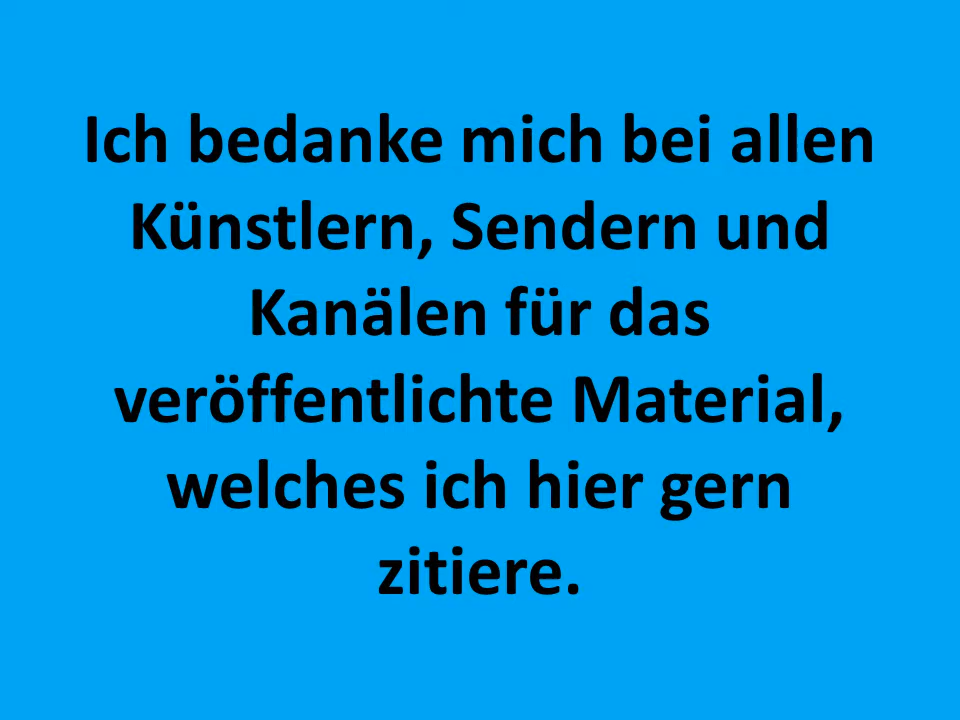 Ich bedanke mich bei allen
Künstlern, Sendern und
Kanälen für das
veröffentlichte Material,
welches ich hier gern
zitiere.